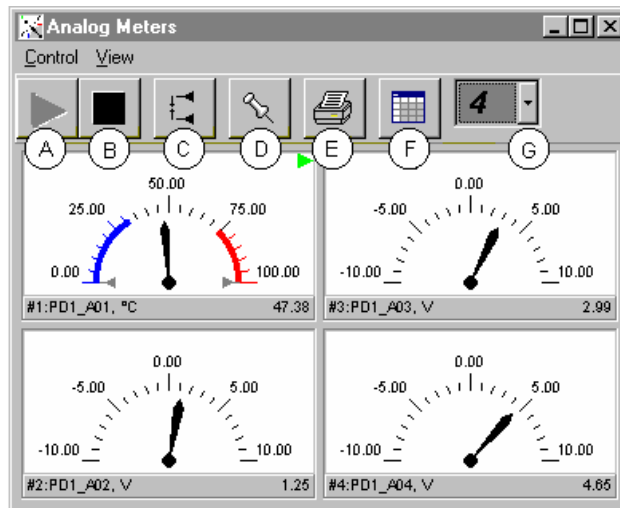 Analog Meters
Control View
4
A B C D E F G
50.00
25.00 75.00
0.00 100.00
#1:PD1_A01, ºC 47.38
0.00
-5.00 5.00
-10.00 10.00
#3:PD1_A03, V 2.99
0.00
-5.00 5.00
-10.00 10.00
#2:PD1_A02, V 1.25
0.00
-5.00 5.00
-10.00 10.00
#4:PD1_A04, V 4.65